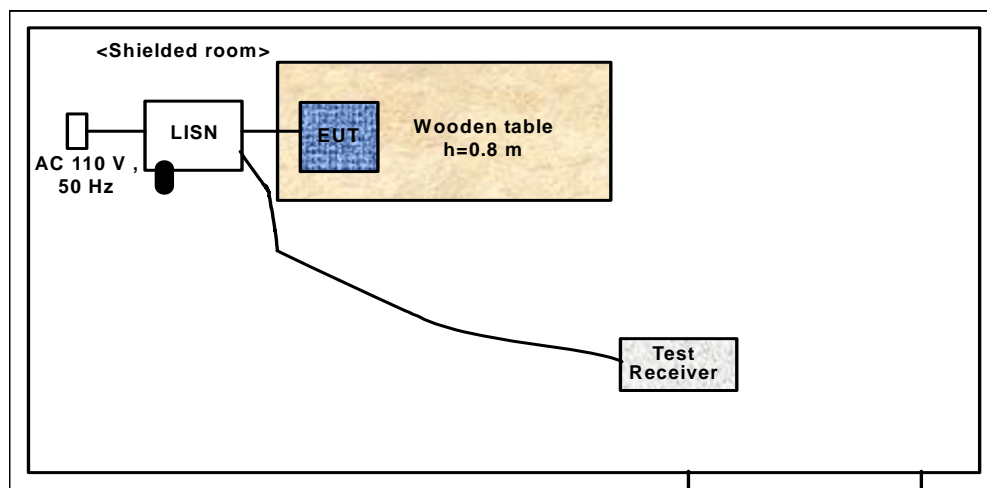 <Shielded room>
LISN
EUT
Wooden table
h=0.8 m
AC 110 V ,
50 Hz
Test
Receiver